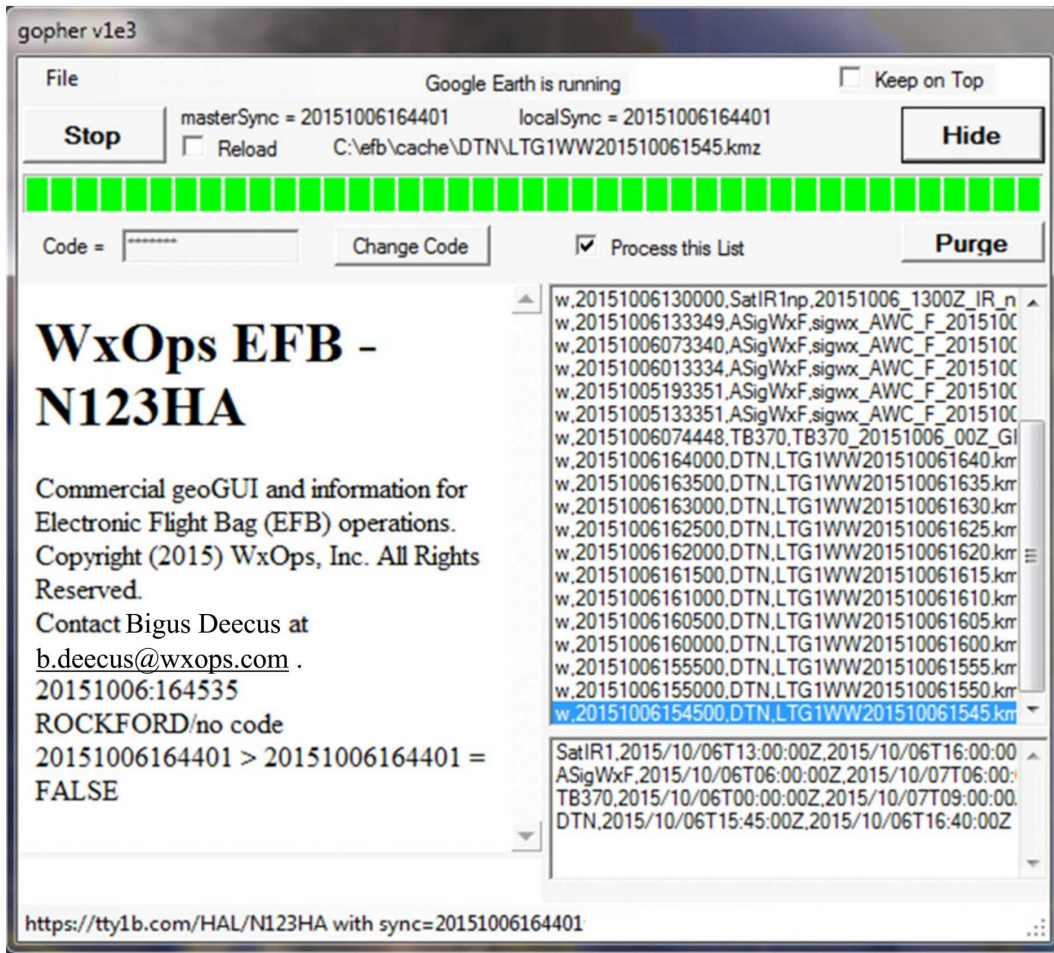 gopher v1e3
File
Google Earth is running
Keep on Top
Stop
masterSync = 20151006164401
localSync = 20151006164401
Reload
C:\efb\cache\DTN\LTG1WW201510061545.kmz
Hide
Code =
*******
Change Code
Process this List
Purge
WxOps EFB -
N123HA
Commercial geoGUI and information for
Electronic Flight Bag (EFB) operations.
Copyright (2015) WxOps, Inc. All Rights
Reserved.
Contact Bigus Deecus at
b.deecus@wxops.com .
20151006:164535
ROCKFORD/no code
20151006164401 > 20151006164401 =
FALSE
w,20151006130000,SatIR1np,20151006_1300Z_IR_n
w,20151006133349,ASigWxF,sigwx_AWC_F_201510
w,20151006073340,ASigWxF,sigwx_AWC_F_201510
w,20151006013334,ASigWxF,sigwx_AWC_F_201510
w,20151005193351,ASigWxF,sigwx_AWC_F_201510
w,20151005133351,ASigWxF,sigwx_AWC_F_201510
w,20151006074448,TB370,TB370_20151006_00Z_G
w,20151006164000,DTN,LTG1WW201510061640.km
w,20151006163500,DTN,LTG1WW201510061635.km
w,20151006163000,DTN,LTG1WW201510061630.km
w,20151006162500,DTN,LTG1WW201510061625.km
w,20151006162000,DTN,LTG1WW201510061620.km
w,20151006161500,DTN,LTG1WW201510061615.km
w,20151006161000,DTN,LTG1WW201510061610.km
w,20151006160500,DTN,LTG1WW201510061605.km
w,20151006160000,DTN,LTG1WW201510061600.km
w,20151006155500,DTN,LTG1WW201510061555.km
w,20151006155000,DTN,LTG1WW201510061550.km
w,20151006154500,DTN,LTG1WW201510061545.km
SatIR1,2015/10/06T13:00:00Z,2015/10/06T16:00:00
ASigWxF,2015/10/06T06:00:00Z,2015/10/07T06:00:
TB370,2015/10/06T00:00:00Z,2015/10/07T09:00:00
DTN,2015/10/06T15:45:00Z,2015/10/06T16:40:00Z
https://tty1b.com/HAL/N123HA with sync=20151006164401